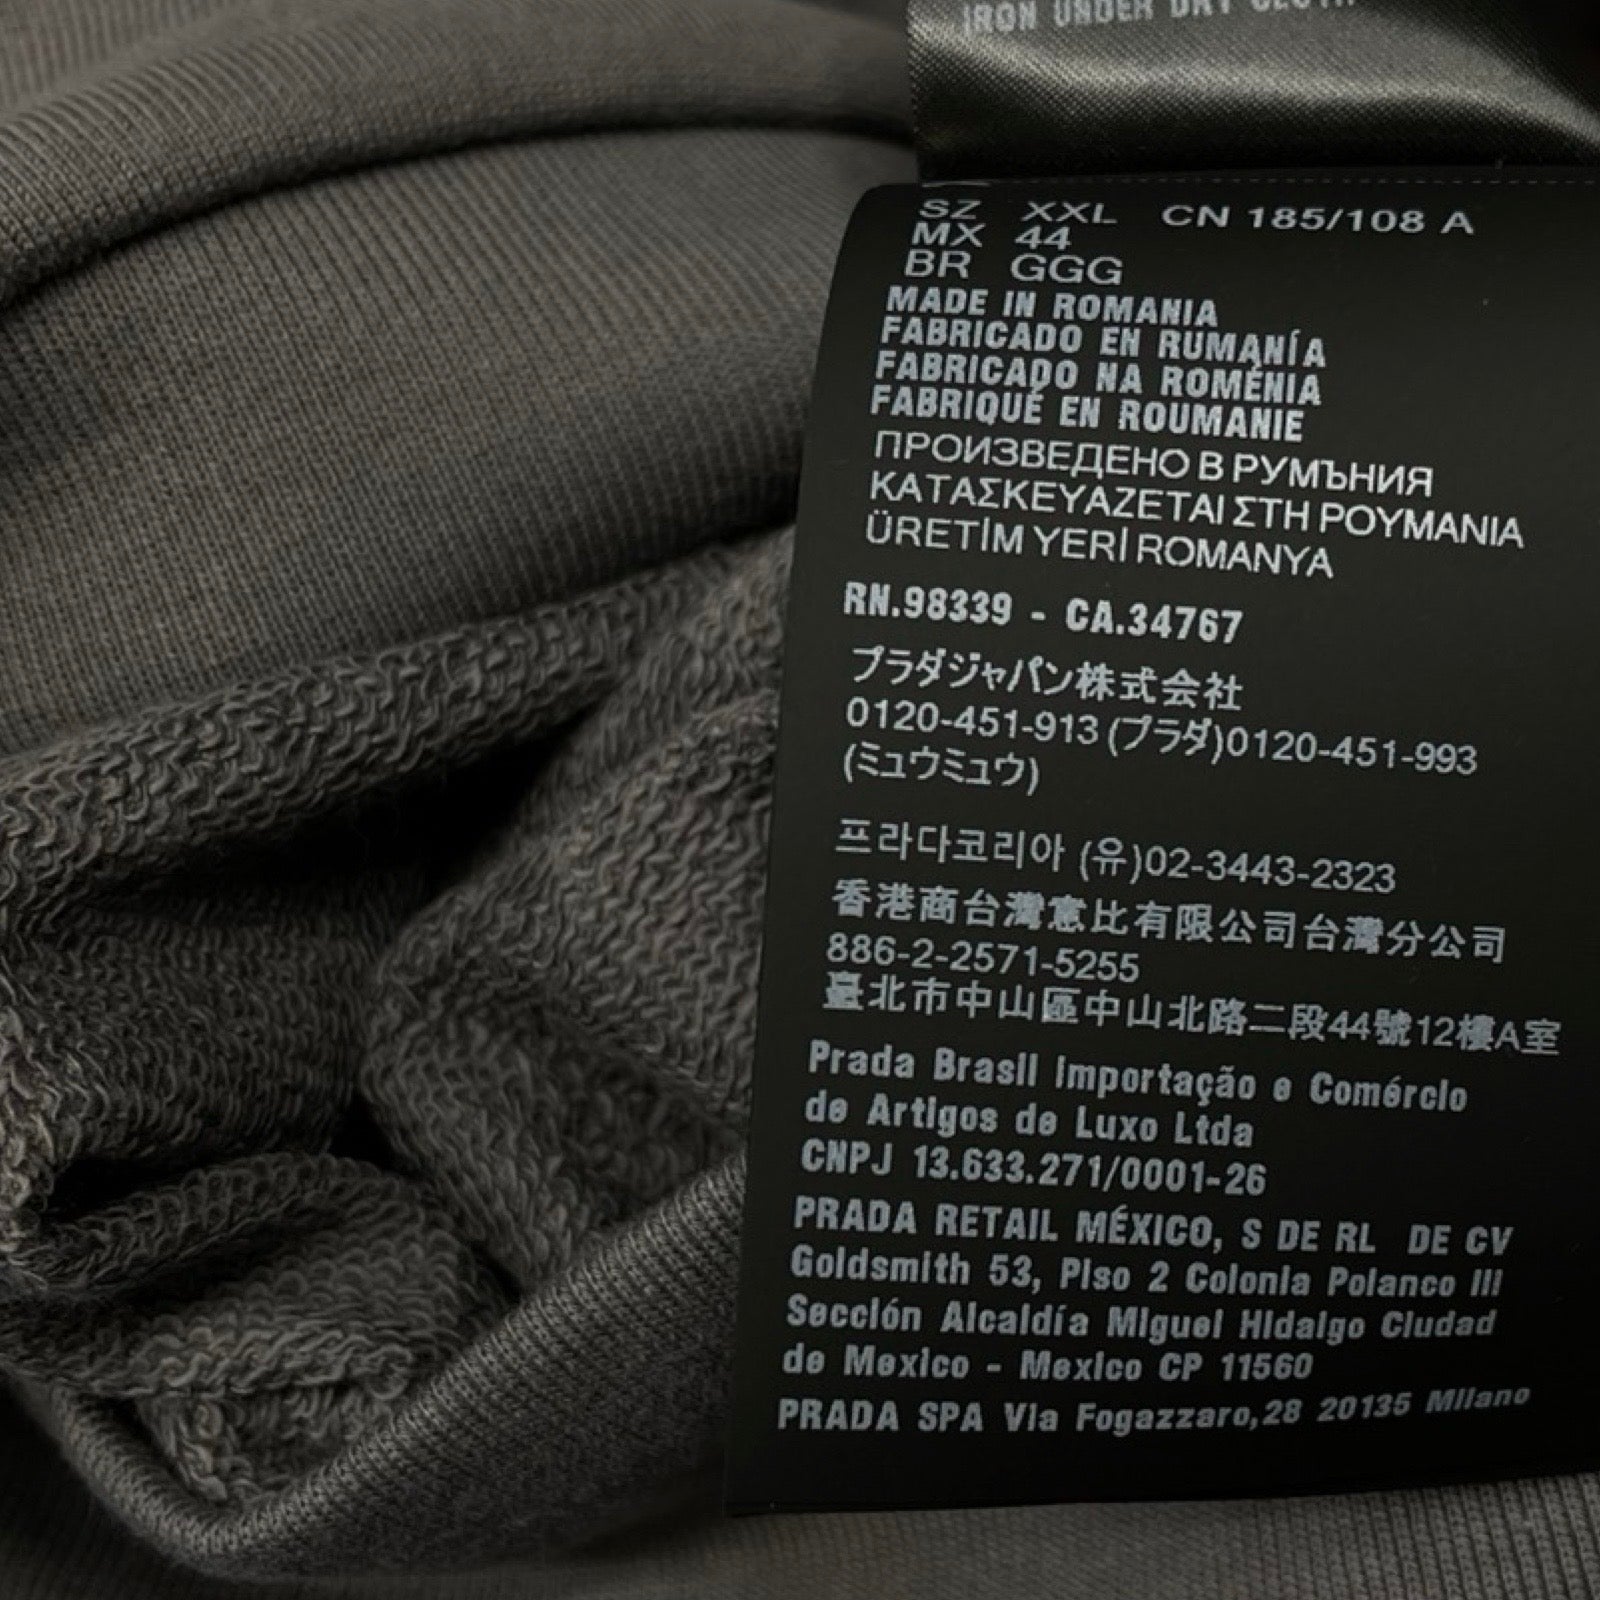 IRON UNDER DRY CLOTH
SZ XXL CN 185/108 A
MX 44
BR GGG
MADE IN ROMANIA
FABRICADO EN RUMANÍA
FABRICADO NA ROMÉNIA
FABRIQUÉ EN ROUMANIE
ПРОИЗВЕДЕНО В РУМЪНИЯ
ΚΑΤΑΣΚΕΥΑΖΕΤΑΙ ΣΤΗ ΡΟΥΜΑΝΙΑ
ÜRETİM YERİ ROMANYA
RN.98339 - CA.34767
プラダジャパン株式会社
0120-451-913 (プラダ)0120-451-993
(ミュウミュウ)
프라다코리아 (유)02-3443-2323
香港商台灣憲比有限公司台灣分公司
886-2-2571-5255
臺北市中山區中山北路二段44號12樓A室
Prada Brasil Importação e Comércio
de Artigos de Luxo Ltda
CNPJ 13.633.271/0001-26
PRADA RETAIL MÉXICO, S DE RL DE CV
Goldsmith 53, Piso 2 Colonia Polanco III
Sección Alcaldía Miguel Hidalgo Ciudad
de Mexico - Mexico CP 11560
PRADA SPA Via Fogazzaro,28 20135 Milano